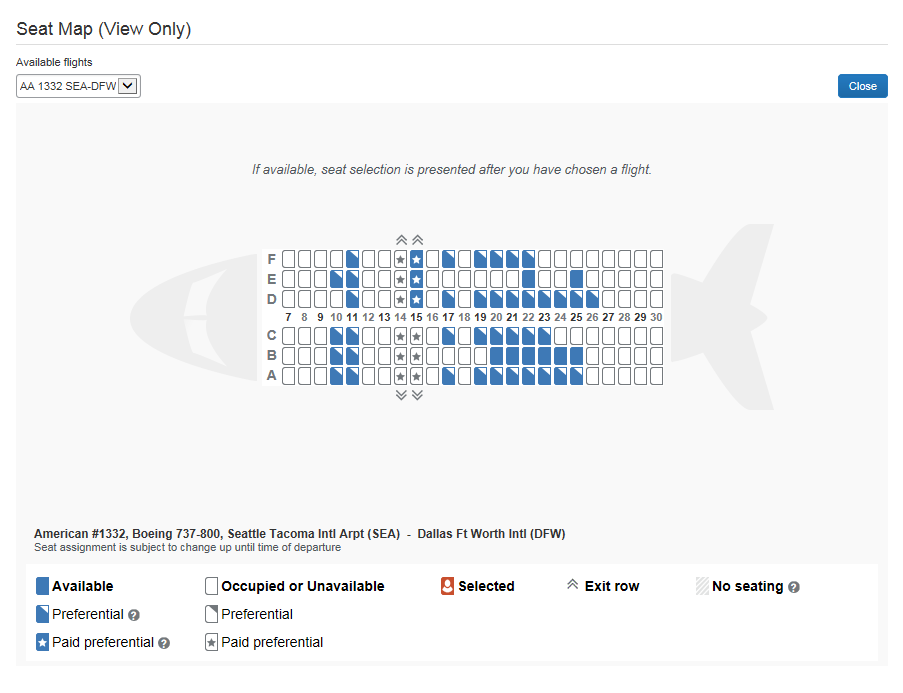 Seat Map (View Only)
Available flights
AA 1332 SEA-DFW
Close
If available, seat selection is presented after you have chosen a flight.
F
E
D
7 8 9 10 11 12 13 14 15 16 17 18 19 20 21 22 23 24 25 26 27 28 29 30
C
B
A
American #1332, Boeing 737-800, Seattle Tacoma Intl Arpt (SEA) - Dallas Ft Worth Intl (DFW)
Seat assignment is subject to change up until time of departure
Available Occupied or Unavailable Selected Exit row No seating ?
Preferential ? Preferential
Paid preferential ? Paid preferential